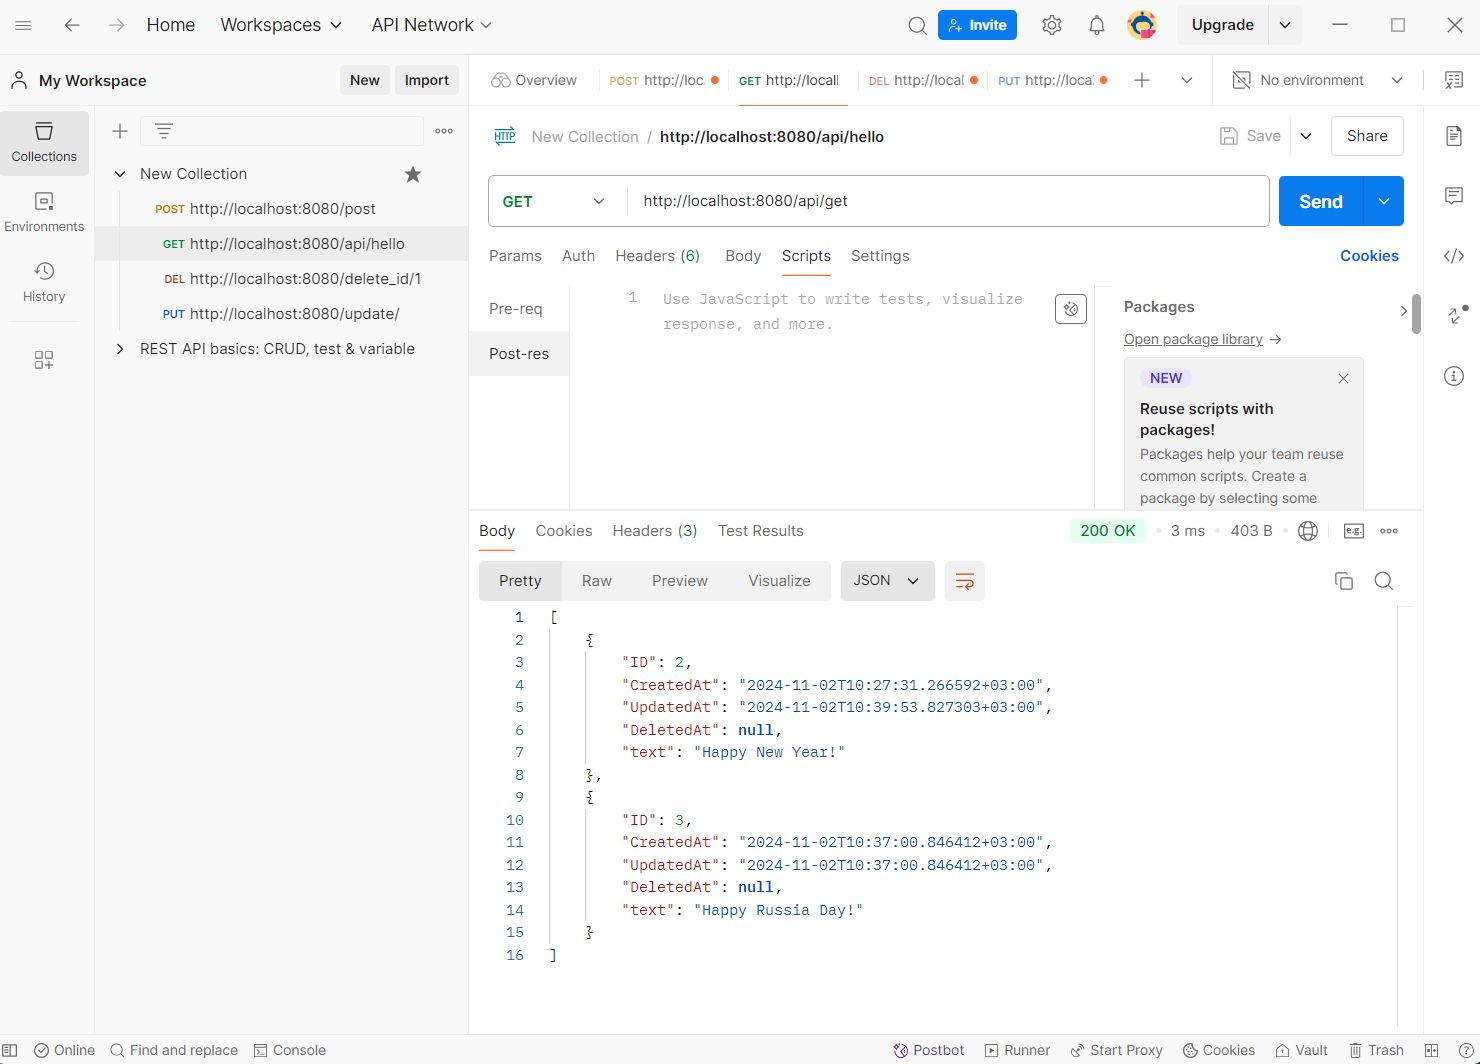 Home Workspaces API Network Invite Upgrade
My Workspace New Import
Overview POST http://loc. GET http://locall DEL http://local PUT http://loca No environment
Collections
Environments
History
New Collection
POST http://localhost:8080/post
GET http://localhost:8080/api/hello
DEL http://localhost:8080/delete_id/1
PUT http://localhost:8080/update/
REST API basics: CRUD, test & variable
HTTP New Collection / http://localhost:8080/api/hello Save Share
GET http://localhost:8080/api/get Send
Params Auth Headers (6) Body Scripts Settings Cookies
Pre-req
Post-res
1 Use JavaScript to write tests, visualize
response, and more.
Packages
Open package library →
NEW
Reuse scripts with
packages!
Packages help your team reuse
common scripts. Create a
package by selecting some
Body Cookies Headers (3) Test Results 200 OK • 3 ms • 403 B • e.g.
Pretty Raw Preview Visualize JSON
1 [
2 {
3 "ID": 2,
4 "CreatedAt": "2024-11-02T10:27:31.266592+03:00",
5 "UpdatedAt": "2024-11-02T10:39:53.827303+03:00",
6 "DeletedAt": null,
7 "text": "Happy New Year!"
8 },
9 {
10 "ID": 3,
11 "CreatedAt": "2024-11-02T10:37:00.846412+03:00",
12 "UpdatedAt": "2024-11-02T10:37:00.846412+03:00",
13 "DeletedAt": null,
14 "text": "Happy Russia Day!"
15 }
16 ]
Online Find and replace Console Postbot Runner Start Proxy Cookies Vault Trash